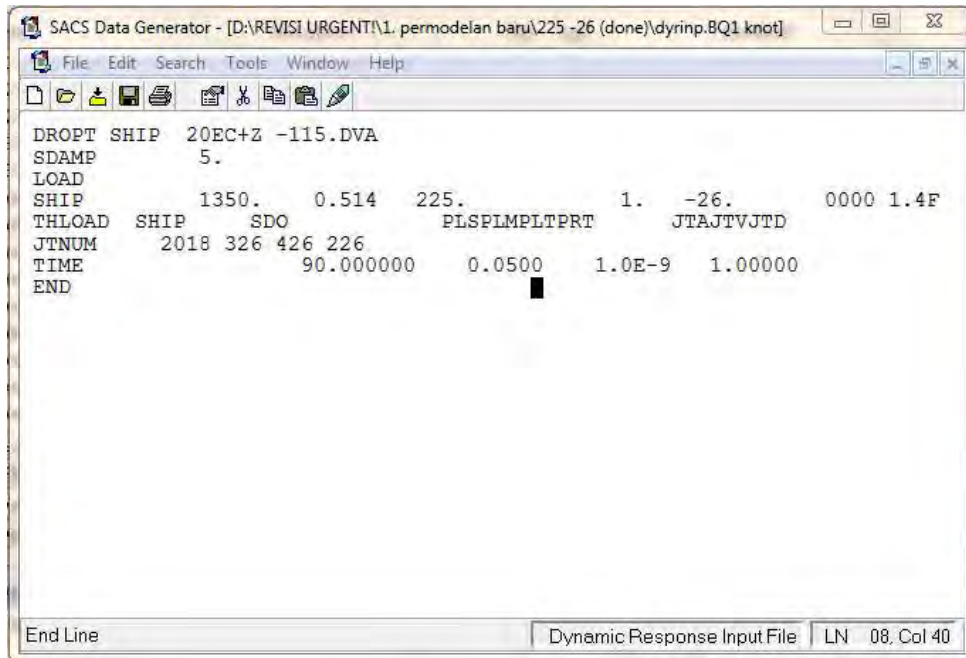 SACS Data Generator - [D:\REVISI URGENT!\1. permodelan baru\225 -26 (done)\dyrinp.BQ1 knot]
File Edit Search Tools Window Help
DROPT SHIP 20EC+Z -115.DVA
SDAMP 5.
LOAD
SHIP 1350. 0.514 225. 1. -26. 0000 1.4F
THLOAD SHIP SDO PLSPLMPLTPRT JTAJTVJTD
JTNUM 2018 326 426 226
TIME 90.000000 0.0500 1.0E-9 1.00000
END
End Line Dynamic Response Input File LN 08, Col 40